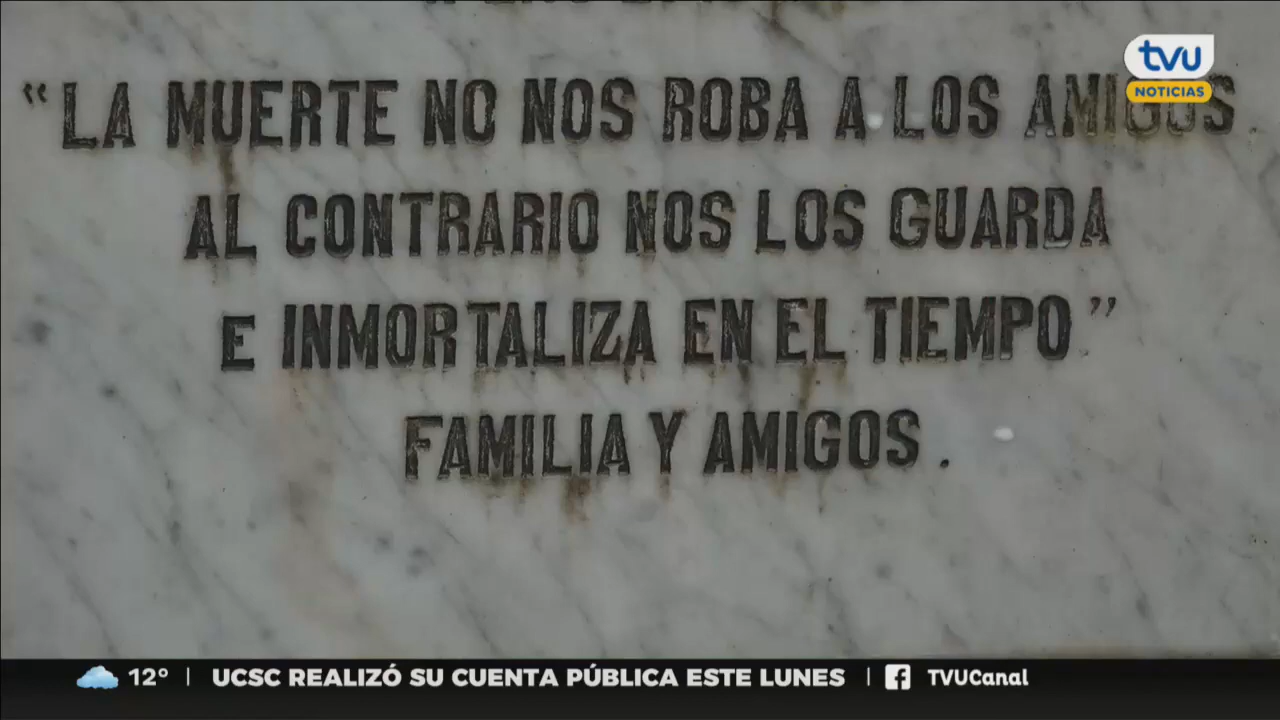 “LA MUERTE NO NOS ROBA A LOS AMIGOS
AL CONTRARIO NOS LOS GUARDA
E INMORTALIZA EN EL TIEMPO”
FAMILIA Y AMIGOS.
tvu
NOTICIAS
12° | UCSC REALIZÓ SU CUENTA PÚBLICA ESTE LUNES | TVUCanal